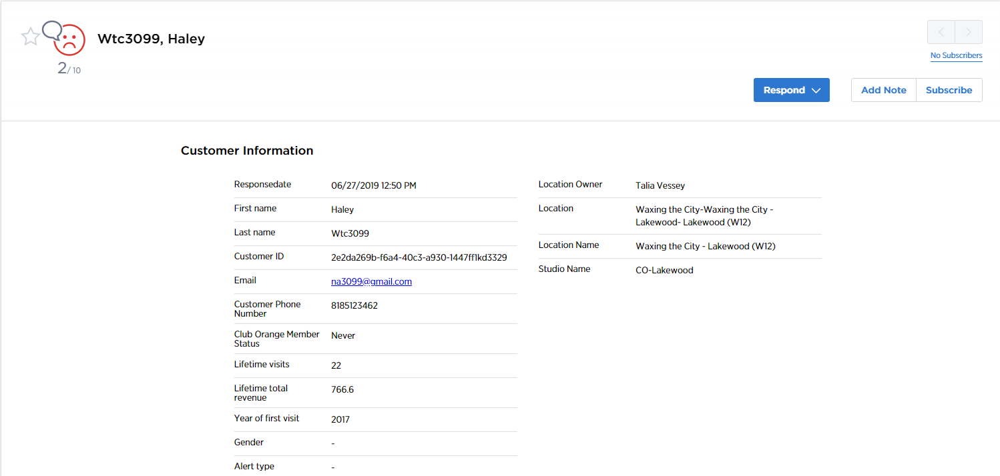 Wtc3099, Haley
2/ 10
No Subscribers
Respond
Add Note
Subscribe
Customer Information
Responsedate 06/27/2019 12:50 PM
First name Haley
Last name Wtc3099
Customer ID 2e2da269b-f6a4-40c3-a930-1447ff1kd3329
Email na3099@gmail.com
Customer Phone
Number
8185123462
Club Orange Member
Status
Never
Lifetime visits 22
Lifetime total
revenue
766.6
Year of first visit 2017
Gender -
Alert type -
Location Owner Talia Vessey
Location Waxing the City-Waxing the City -
Lakewood- Lakewood (W12)
Location Name Waxing the City - Lakewood (W12)
Studio Name CO-Lakewood